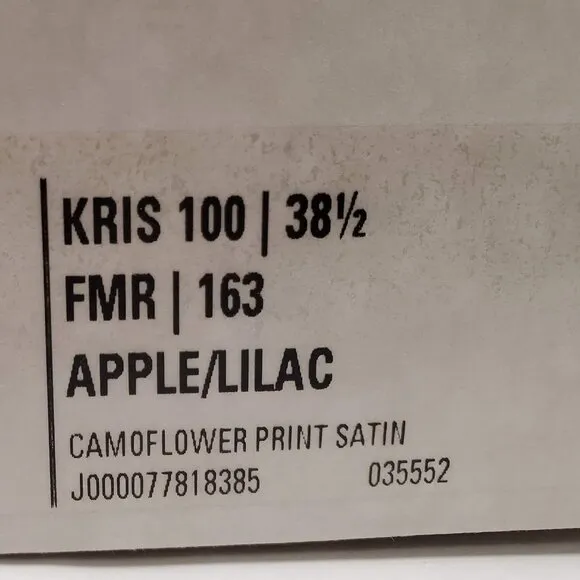 KRIS 100 | 38½
FMR | 163
APPLE/LILAC
CAMOFLOWER PRINT SATIN
J000077818385 035552